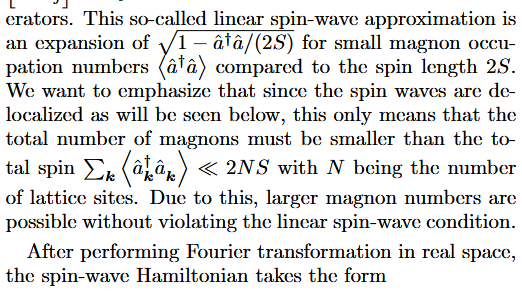 erators. This so-called linear spin-wave approximation is
an expansion of √(1 − â†â/(2S)) for small magnon occu-
pation numbers ⟨â†â⟩ compared to the spin length 2S.
We want to emphasize that since the spin waves are de-
localized as will be seen below, this only means that the
total number of magnons must be smaller than the to-
tal spin ∑ₖ ⟨â†ₖâₖ⟩ ≪ 2NS with N being the number
of lattice sites. Due to this, larger magnon numbers are
possible without violating the linear spin-wave condition.
After performing Fourier transformation in real space,
the spin-wave Hamiltonian takes the form